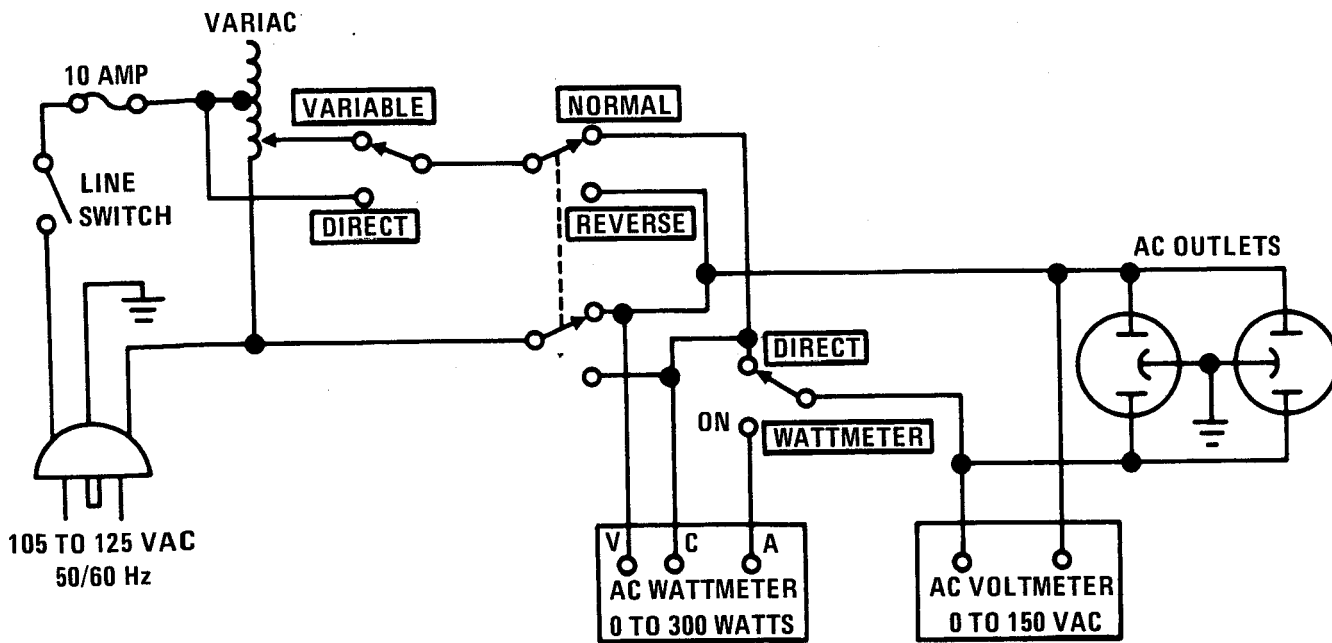 VARIAC
10 AMP
VARIABLE
NORMAL
LINE
SWITCH
DIRECT
REVERSE
AC OUTLETS
DIRECT
ON
WATTMETER
105 TO 125 VAC
50/60 Hz
V C A
AC WATTMETER
0 TO 300 WATTS
AC VOLTMETER
0 TO 150 VAC